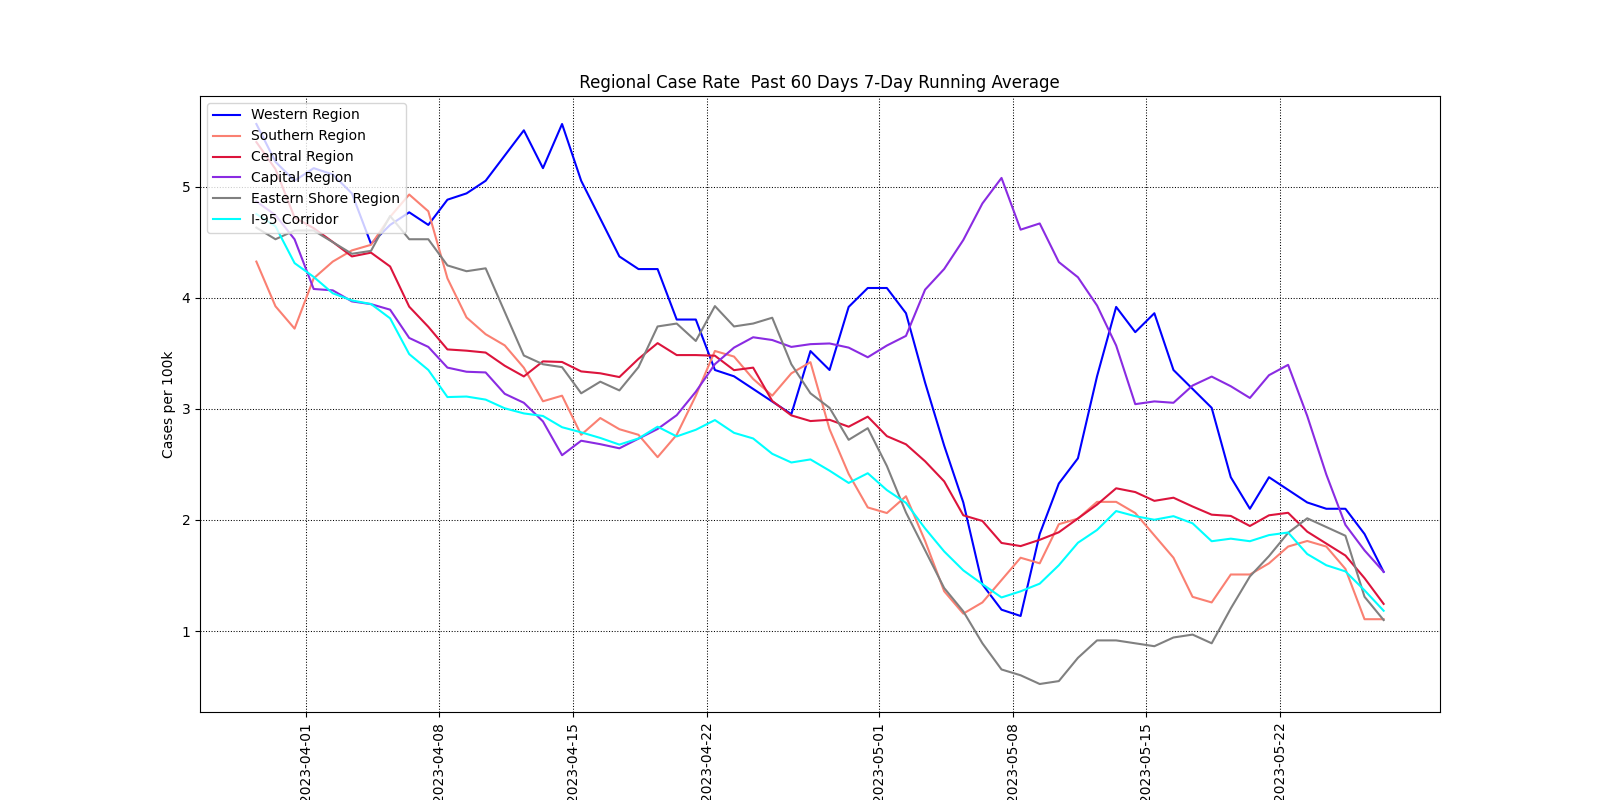 Regional Case Rate  Past 60 Days 7-Day Running Average
Western Region
Southern Region
Central Region
Capital Region
Eastern Shore Region
I-95 Corridor
Cases per 100k
5
4
3
2
1
2023-04-01
2023-04-08
2023-04-15
2023-04-22
2023-05-01
2023-05-08
2023-05-15
2023-05-22